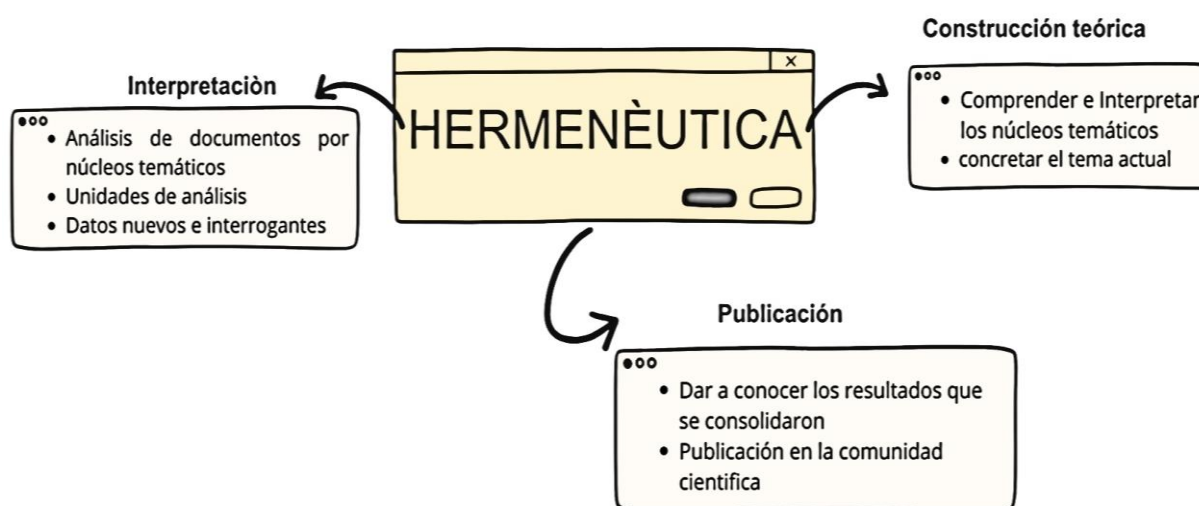 Construcción teórica
Interpretaciòn
HERMENÈUTICA
• Análisis de documentos por
núcleos temáticos
• Unidades de análisis
• Datos nuevos e interrogantes
• Comprender e Interpretar
los núcleos temáticos
• concretar el tema actual
Publicación
• Dar a conocer los resultados que
se consolidaron
• Publicación en la comunidad
cientifica